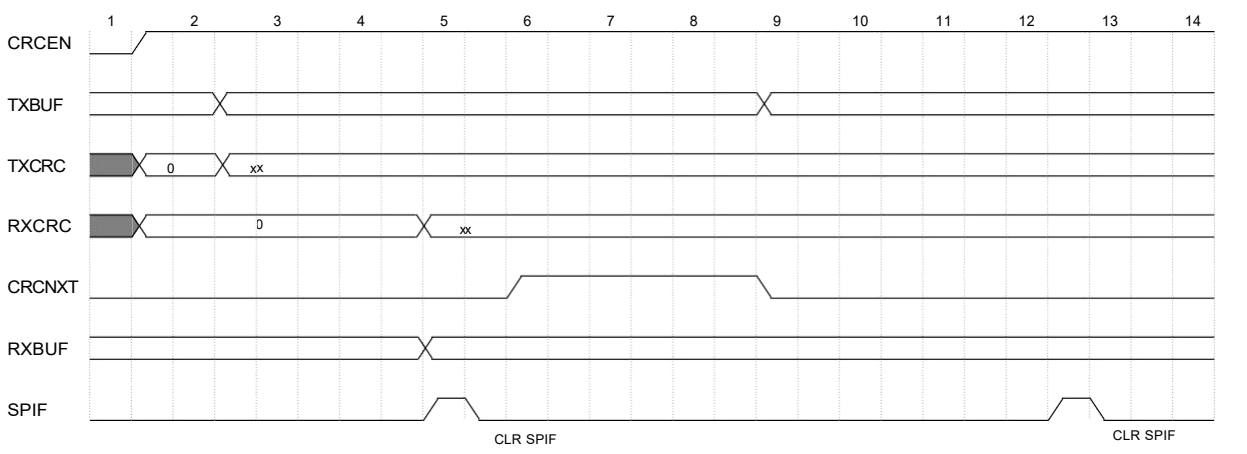 1 2 3 4 5 6 7 8 9 10 11 12 13 14
CRCEN
TXBUF
TXCRC 0 xx
RXCRC 0 xx
CRCNXT
RXBUF
SPIF
CLR SPIF CLR SPIF